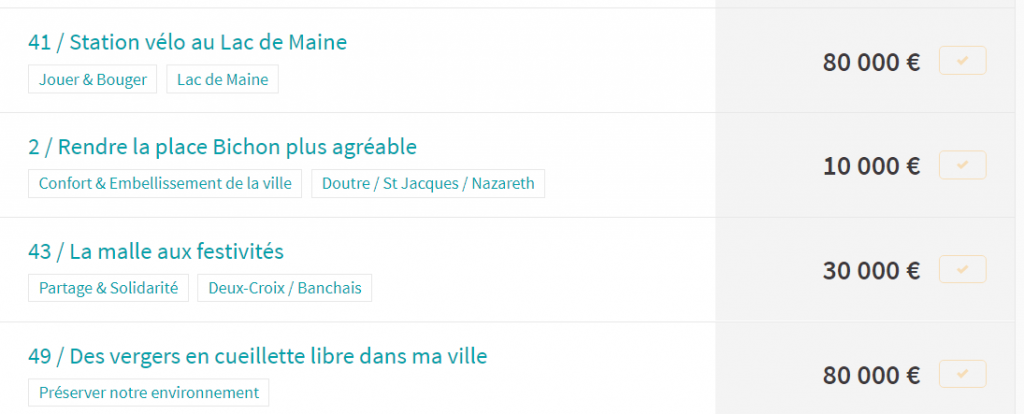 41 / Station vélo au Lac de Maine
Jouer & Bouger Lac de Maine
80 000 €
2 / Rendre la place Bichon plus agréable
Confort & Embellissement de la ville Doutre / St Jacques / Nazareth
10 000 €
43 / La malle aux festivités
Partage & Solidarité Deux-Croix / Banchais
30 000 €
49 / Des vergers en cueillette libre dans ma ville
Préserver notre environnement
80 000 €